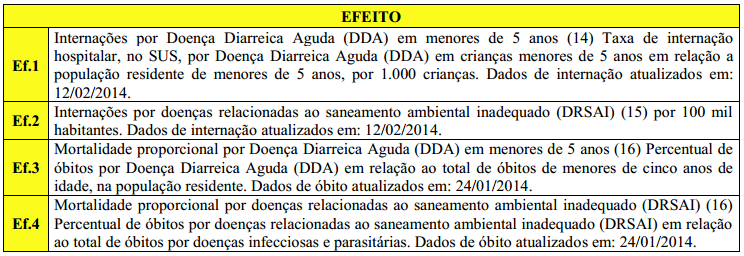 EFEITO
Ef.1
Internações por Doença Diarreica Aguda (DDA) em menores de 5 anos (14) Taxa de internação
hospitalar, no SUS, por Doença Diarreica Aguda (DDA) em crianças menores de 5 anos em relação a
população residente de menores de 5 anos, por 1.000 crianças. Dados de internação atualizados em:
12/02/2014.
Ef.2
Internações por doenças relacionadas ao saneamento ambiental inadequado (DRSAI) (15) por 100 mil
habitantes. Dados de internação atualizados em: 12/02/2014.
Ef.3
Mortalidade proporcional por Doença Diarreica Aguda (DDA) em menores de 5 anos (16) Percentual de
óbitos por Doença Diarreica Aguda (DDA) em relação ao total de óbitos de menores de cinco anos de
idade, na população residente. Dados de óbito atualizados em: 24/01/2014.
Ef.4
Mortalidade proporcional por doenças relacionadas ao saneamento ambiental inadequado (DRSAI) (16)
Percentual de óbitos por doenças relacionadas ao saneamento ambiental inadequado (DRSAI) em relação
ao total de óbitos por doenças infecciosas e parasitárias. Dados de óbito atualizados em: 24/01/2014.